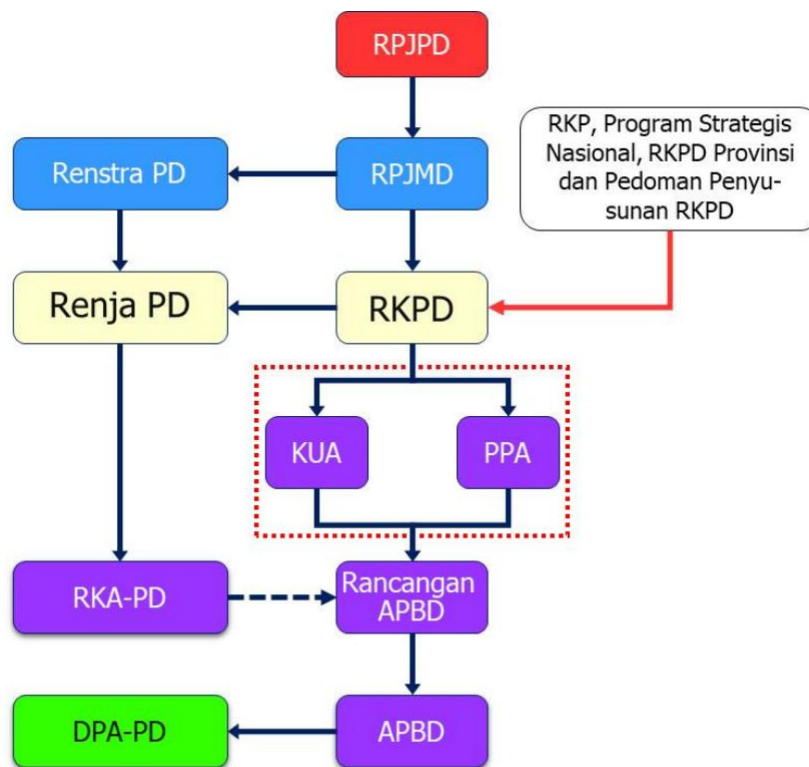 RPJPD
RKP, Program Strategis
Nasional, RKPD Provinsi
dan Pedoman Penyu-
sunan RKPD
Renstra PD
RPJMD
Renja PD
RKPD
KUA
PPA
RKA-PD
Rancangan
APBD
DPA-PD
APBD